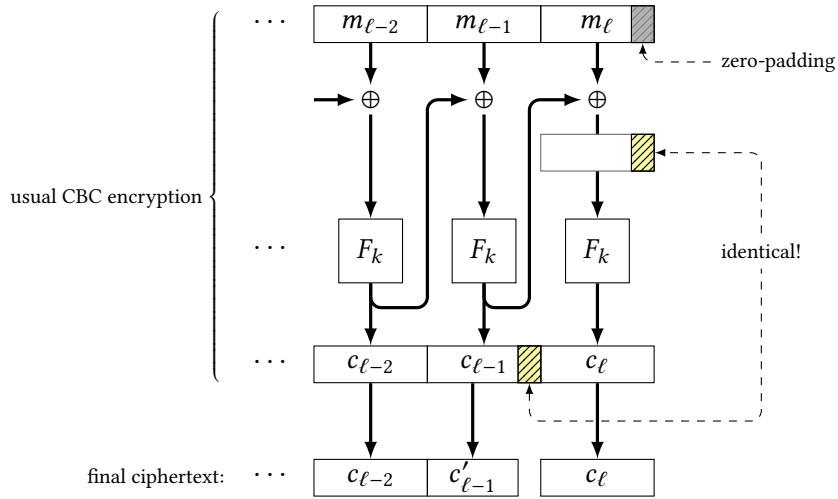 · · · m_{ℓ−2} m_{ℓ−1} m_ℓ
zero-padding
⊕ ⊕ ⊕
usual CBC encryption
· · · F_k F_k F_k
identical!
· · · c_{ℓ−2} c_{ℓ−1} c_ℓ
final ciphertext: · · · c_{ℓ−2} c′_{ℓ−1} c_ℓ